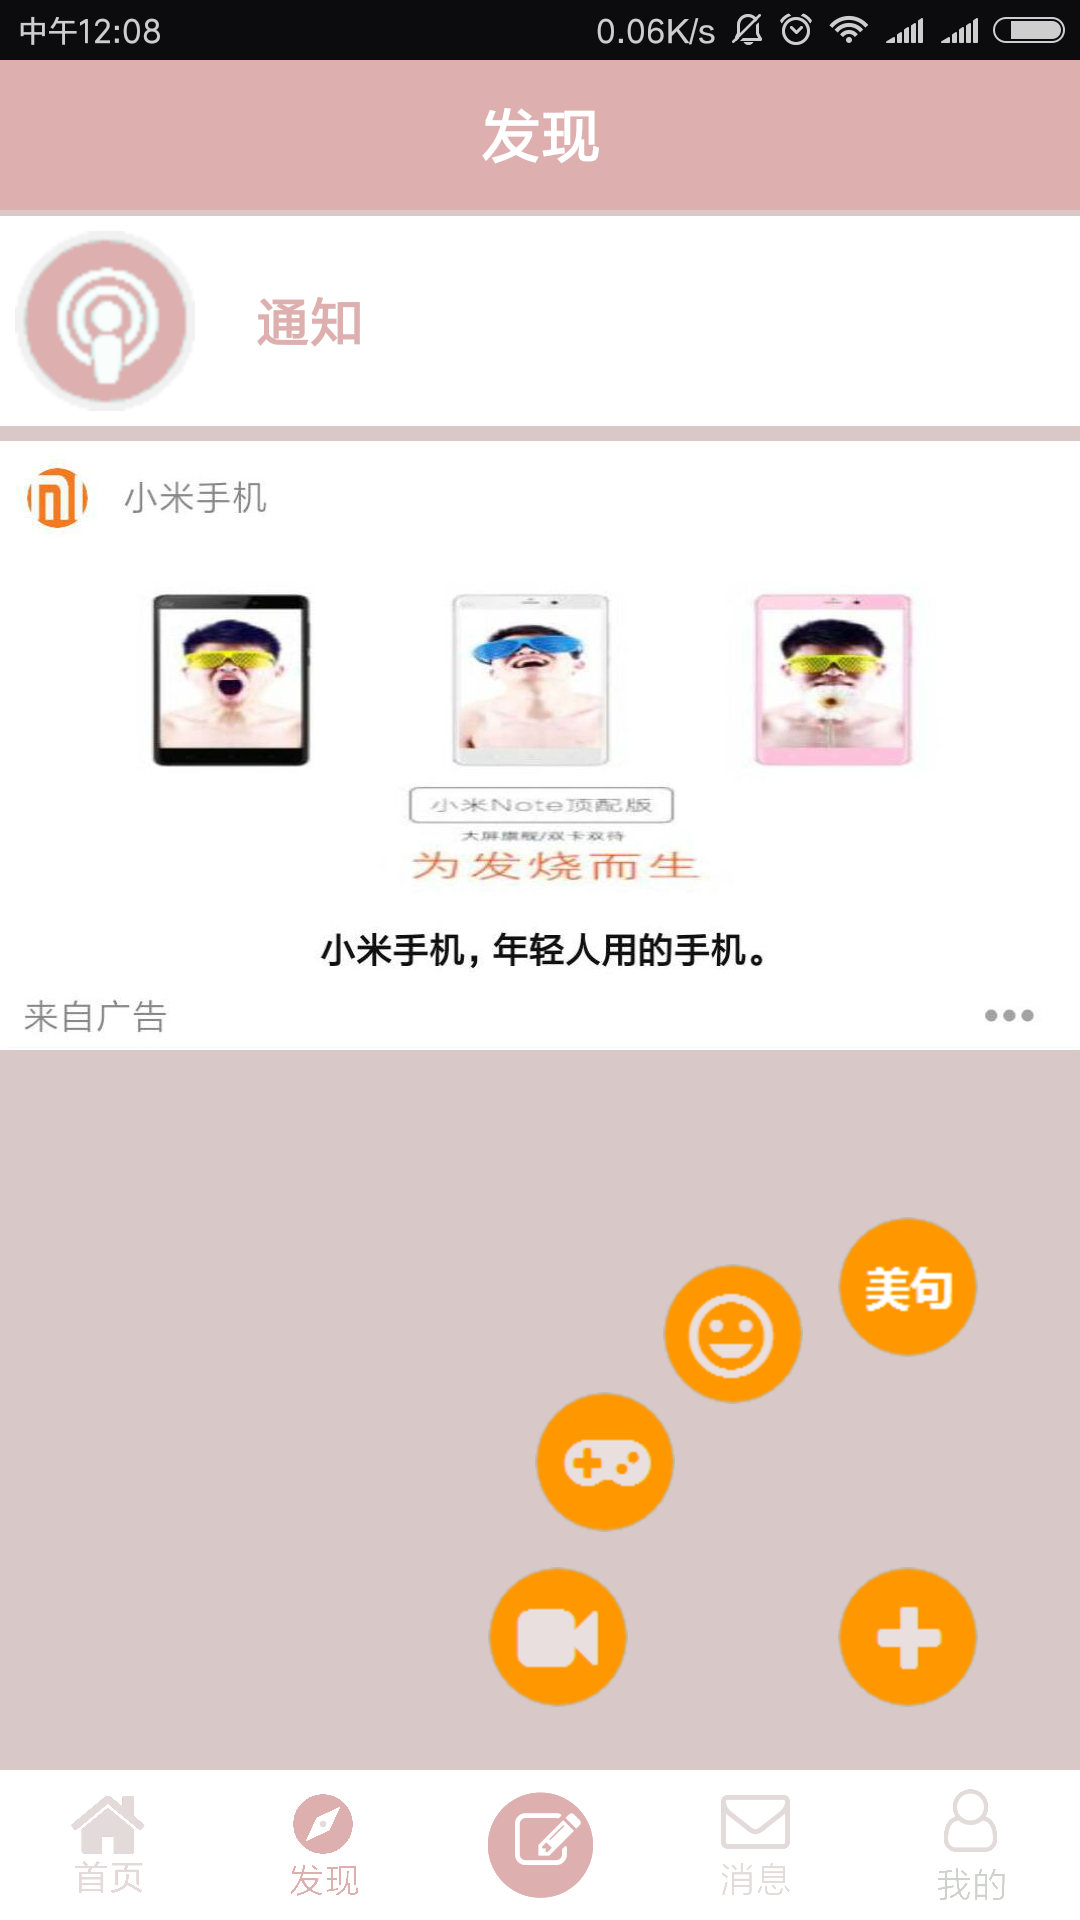 中午12:08
0.06K/s
发现
通知
小米手机
小米Note顶配版
大屏旗舰/双卡双待
为发烧而生
小米手机，年轻人用的手机。
来自广告
美句
首页
发现
消息
我的